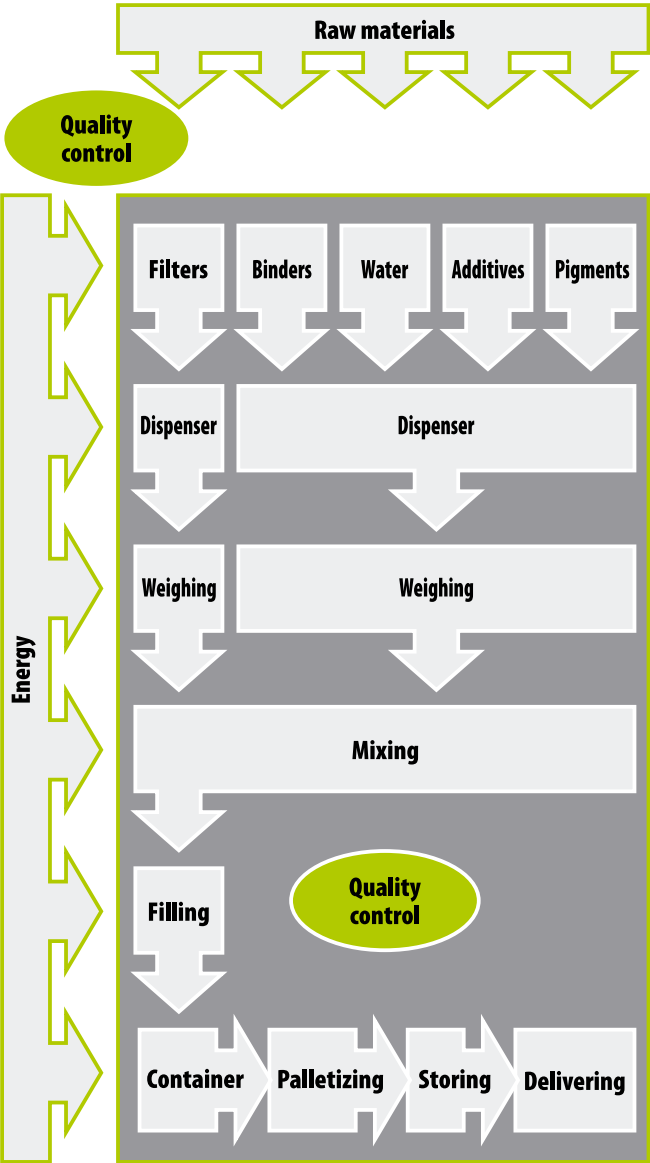 Raw materials
Quality
control
Filters
Binders
Water
Additives
Pigments
Dispenser
Dispenser
Weighing
Weighing
Energy
Mixing
Filling
Quality
control
Container
Palletizing
Storing
Delivering